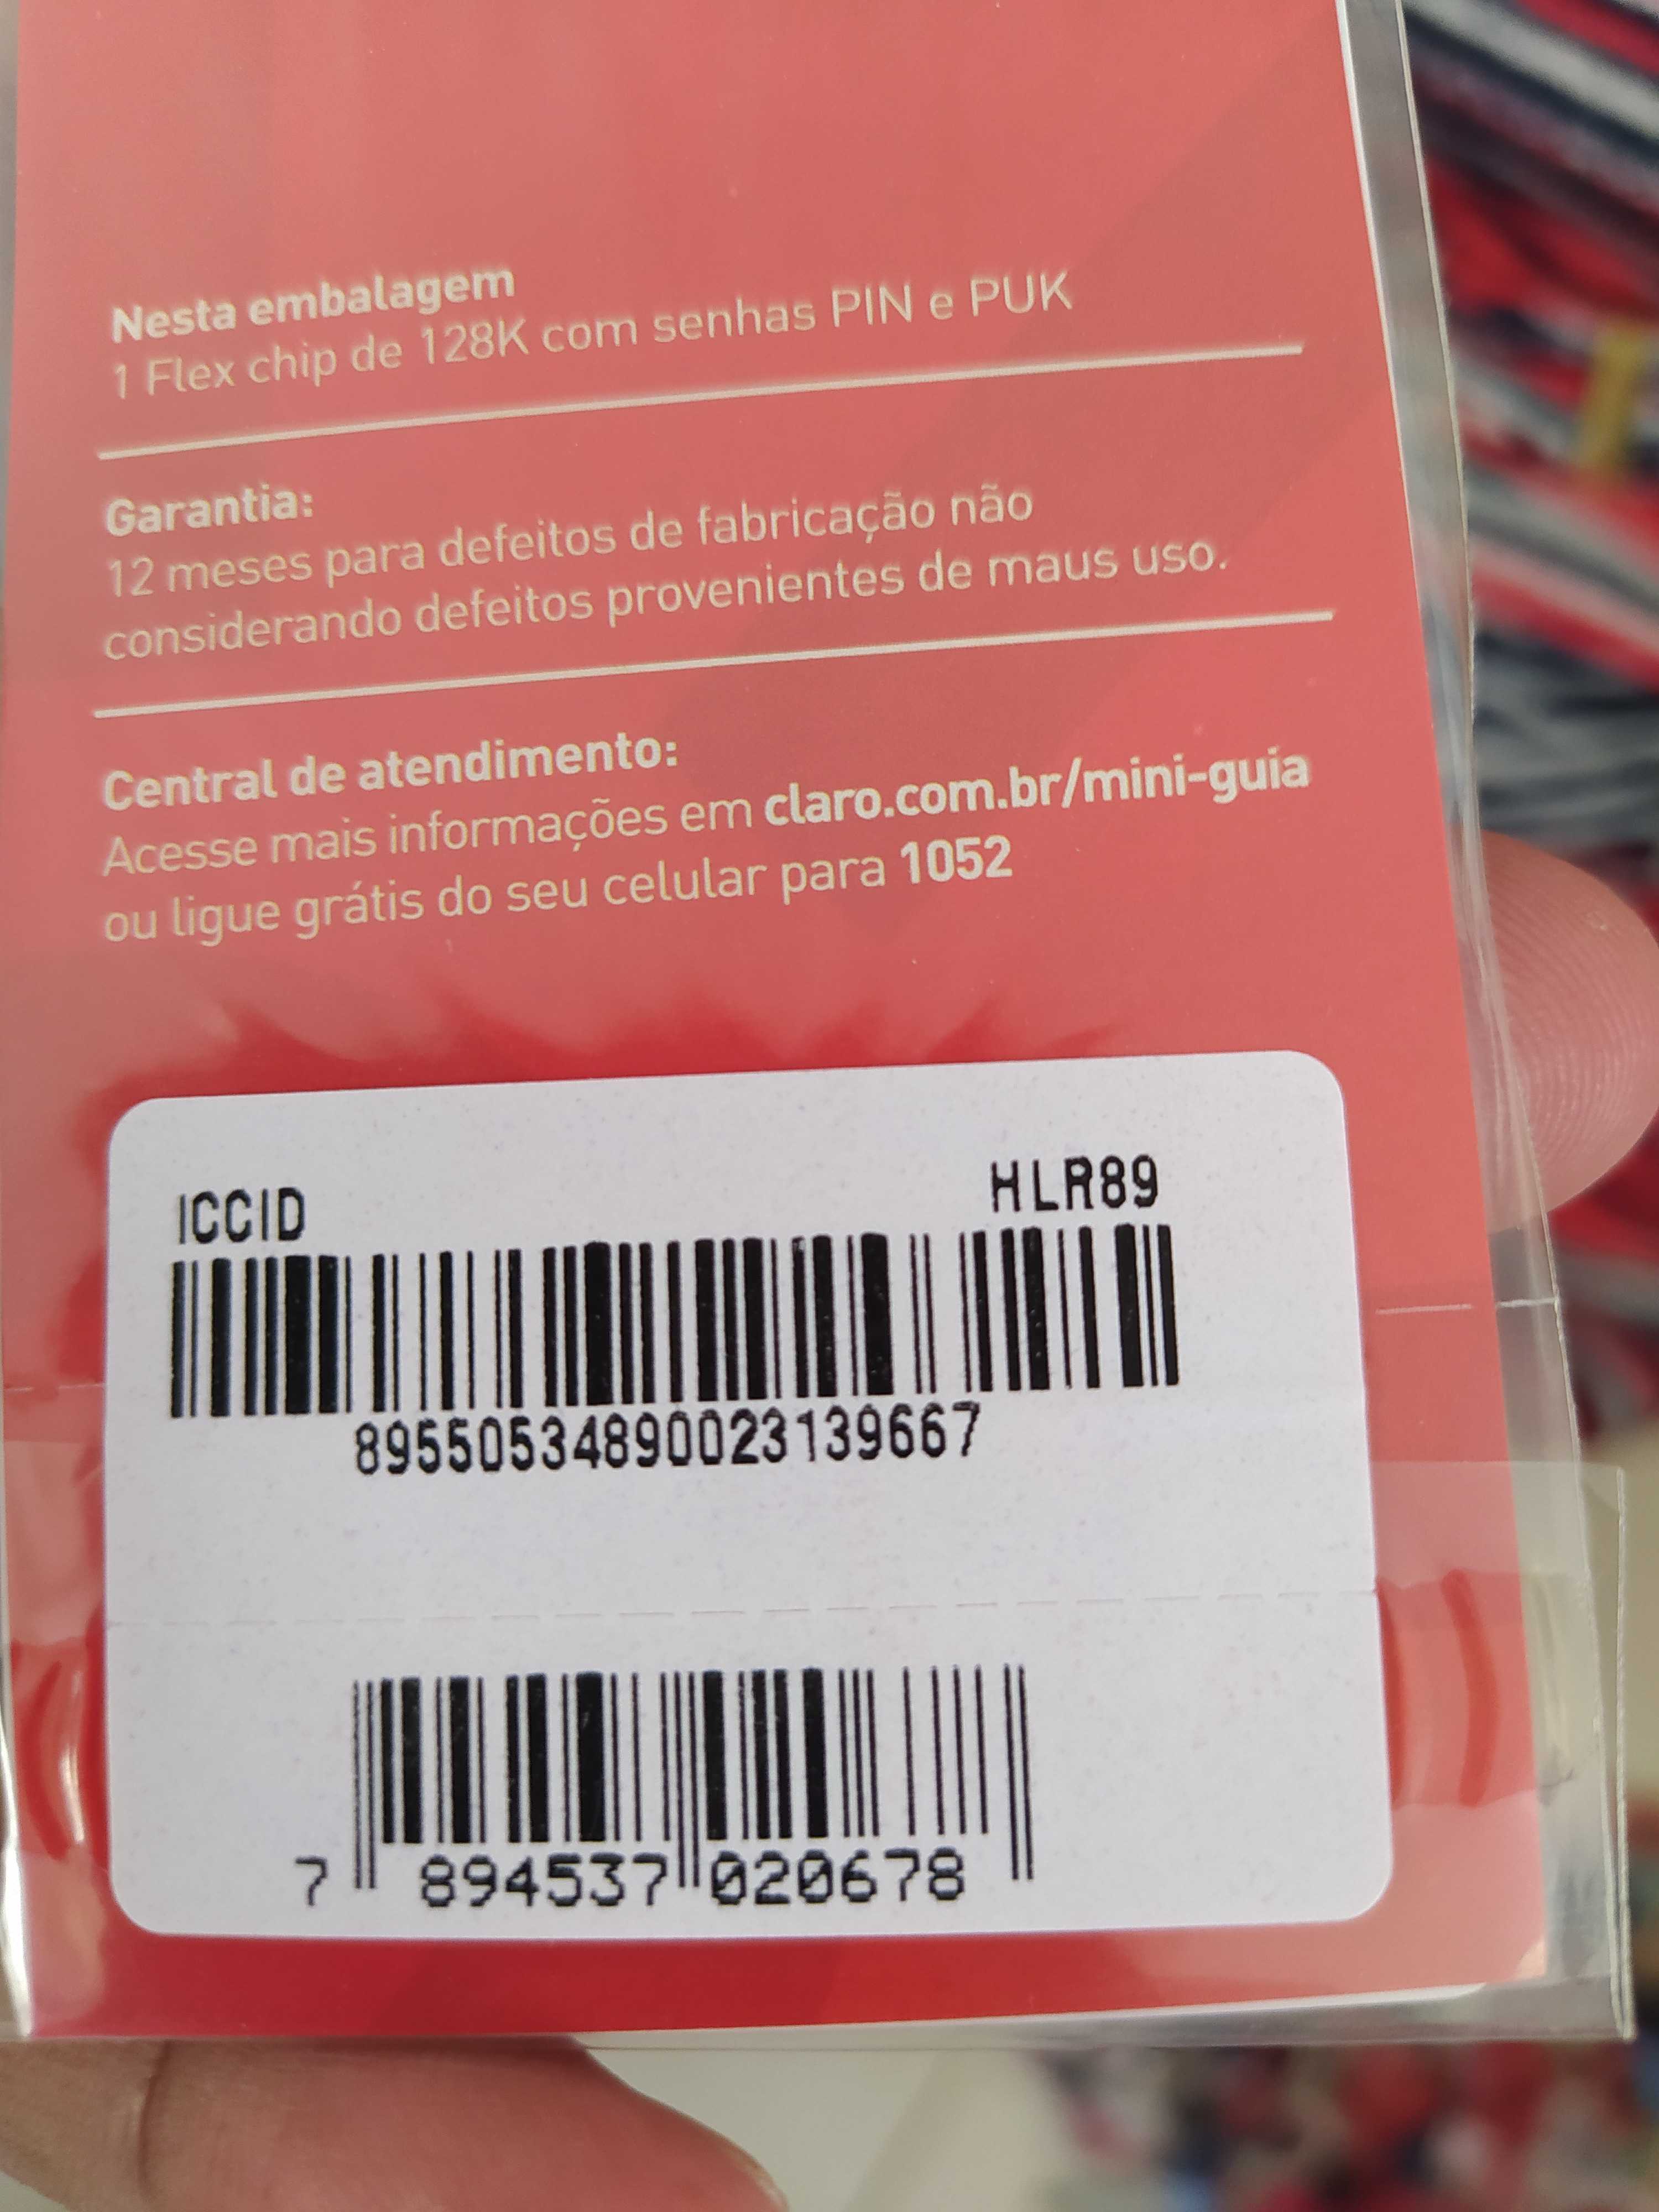 Nesta embalagem
1 Flex chip de 128K com senhas PIN e PUK
Garantia:
12 meses para defeitos de fabricação não
considerando defeitos provenientes de maus uso.
Central de atendimento:
Acesse mais informações em claro.com.br/mini-guia
ou ligue grátis do seu celular para 1052
ICCID HLR89
89550534890023139667
7 894537 020678